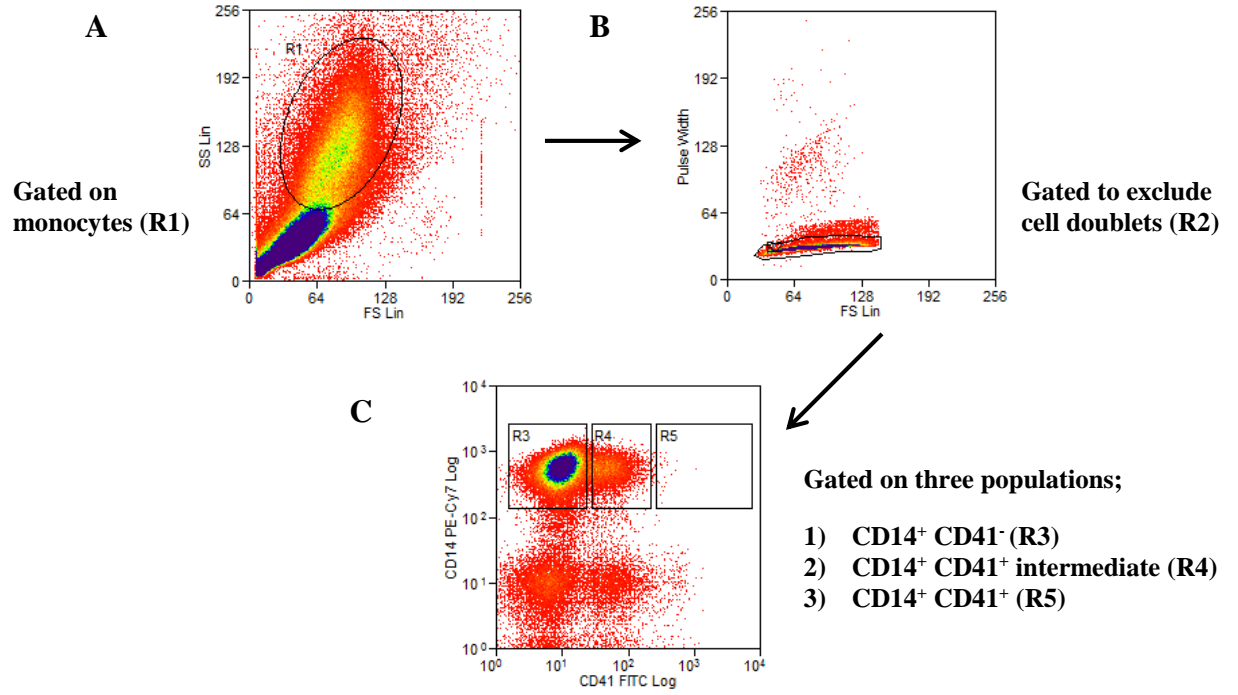 A
256
192
128
64
0
SS Lin
R1
0 64 128 192 256
FS Lin
Gated on
monocytes (R1)
B
256
192
128
64
0
Pulse Width
0 64 128 192 256
FS Lin
Gated to exclude
cell doublets (R2)
C
10⁴
10³
10²
10¹
10⁰
CD14 PE-Cy7 Log
R3 R4 R5
10⁰ 10¹ 10² 10³ 10⁴
CD41 FITC Log
Gated on three populations;
1) CD14⁺ CD41⁻ (R3)
2) CD14⁺ CD41⁺ intermediate (R4)
3) CD14⁺ CD41⁺ (R5)